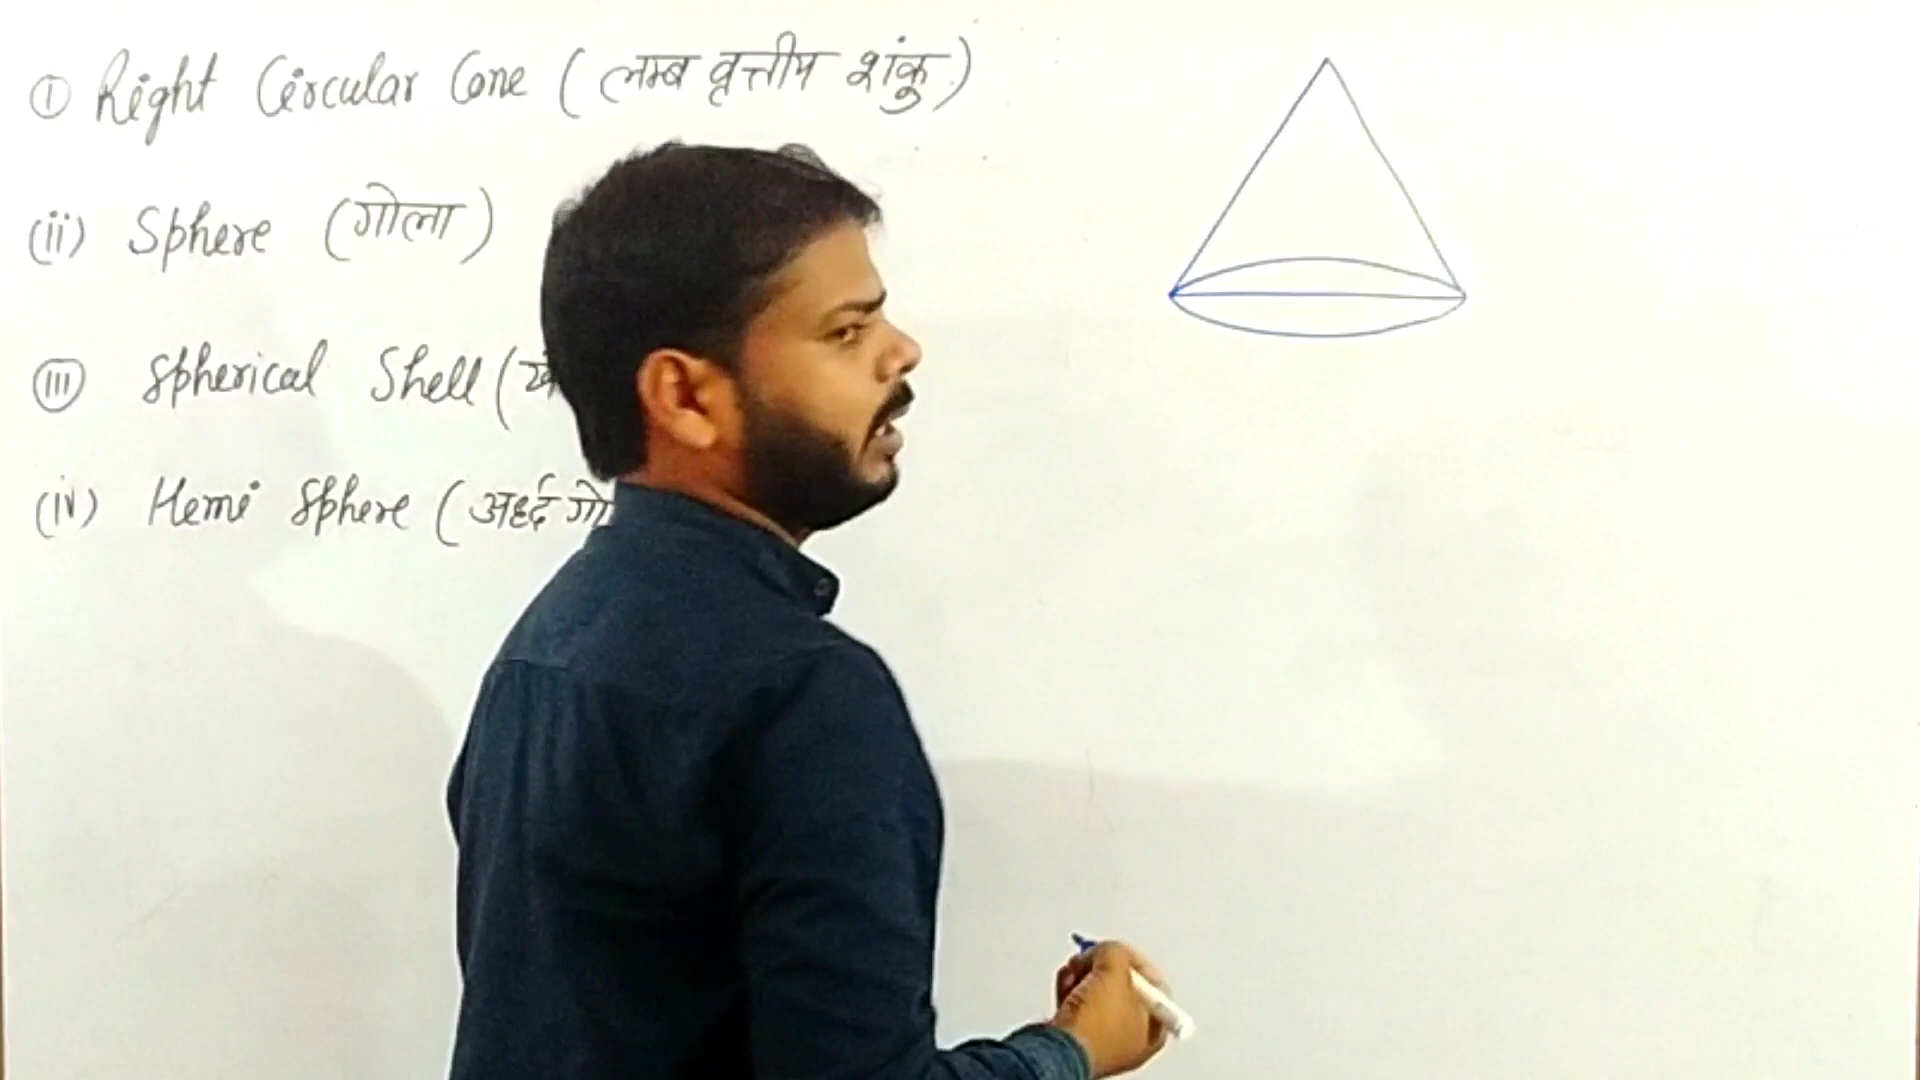 ① Right Circular Cone (लम्ब वृत्तीय शंकु)
(ii) Sphere (गोला)
(iii) Spherical Shell (
(iv) Hemi Sphere (अर्द्ध गो